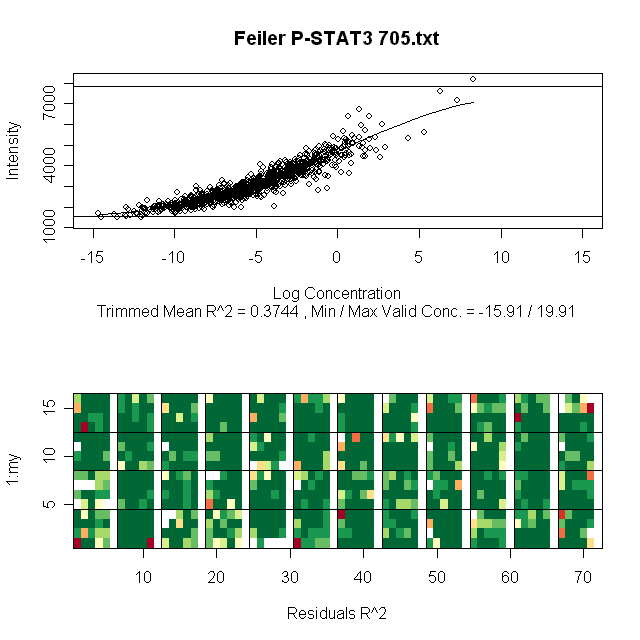 Feiler P-STAT3 705.txt
Intensity
7000
4000
1000
-15 -10 -5 0 5 10 15
Log Concentration
Trimmed Mean R^2 = 0.3744 , Min / Max Valid Conc. = -15.91 / 19.91
1:my
15
10
5
10 20 30 40 50 60 70
Residuals R^2